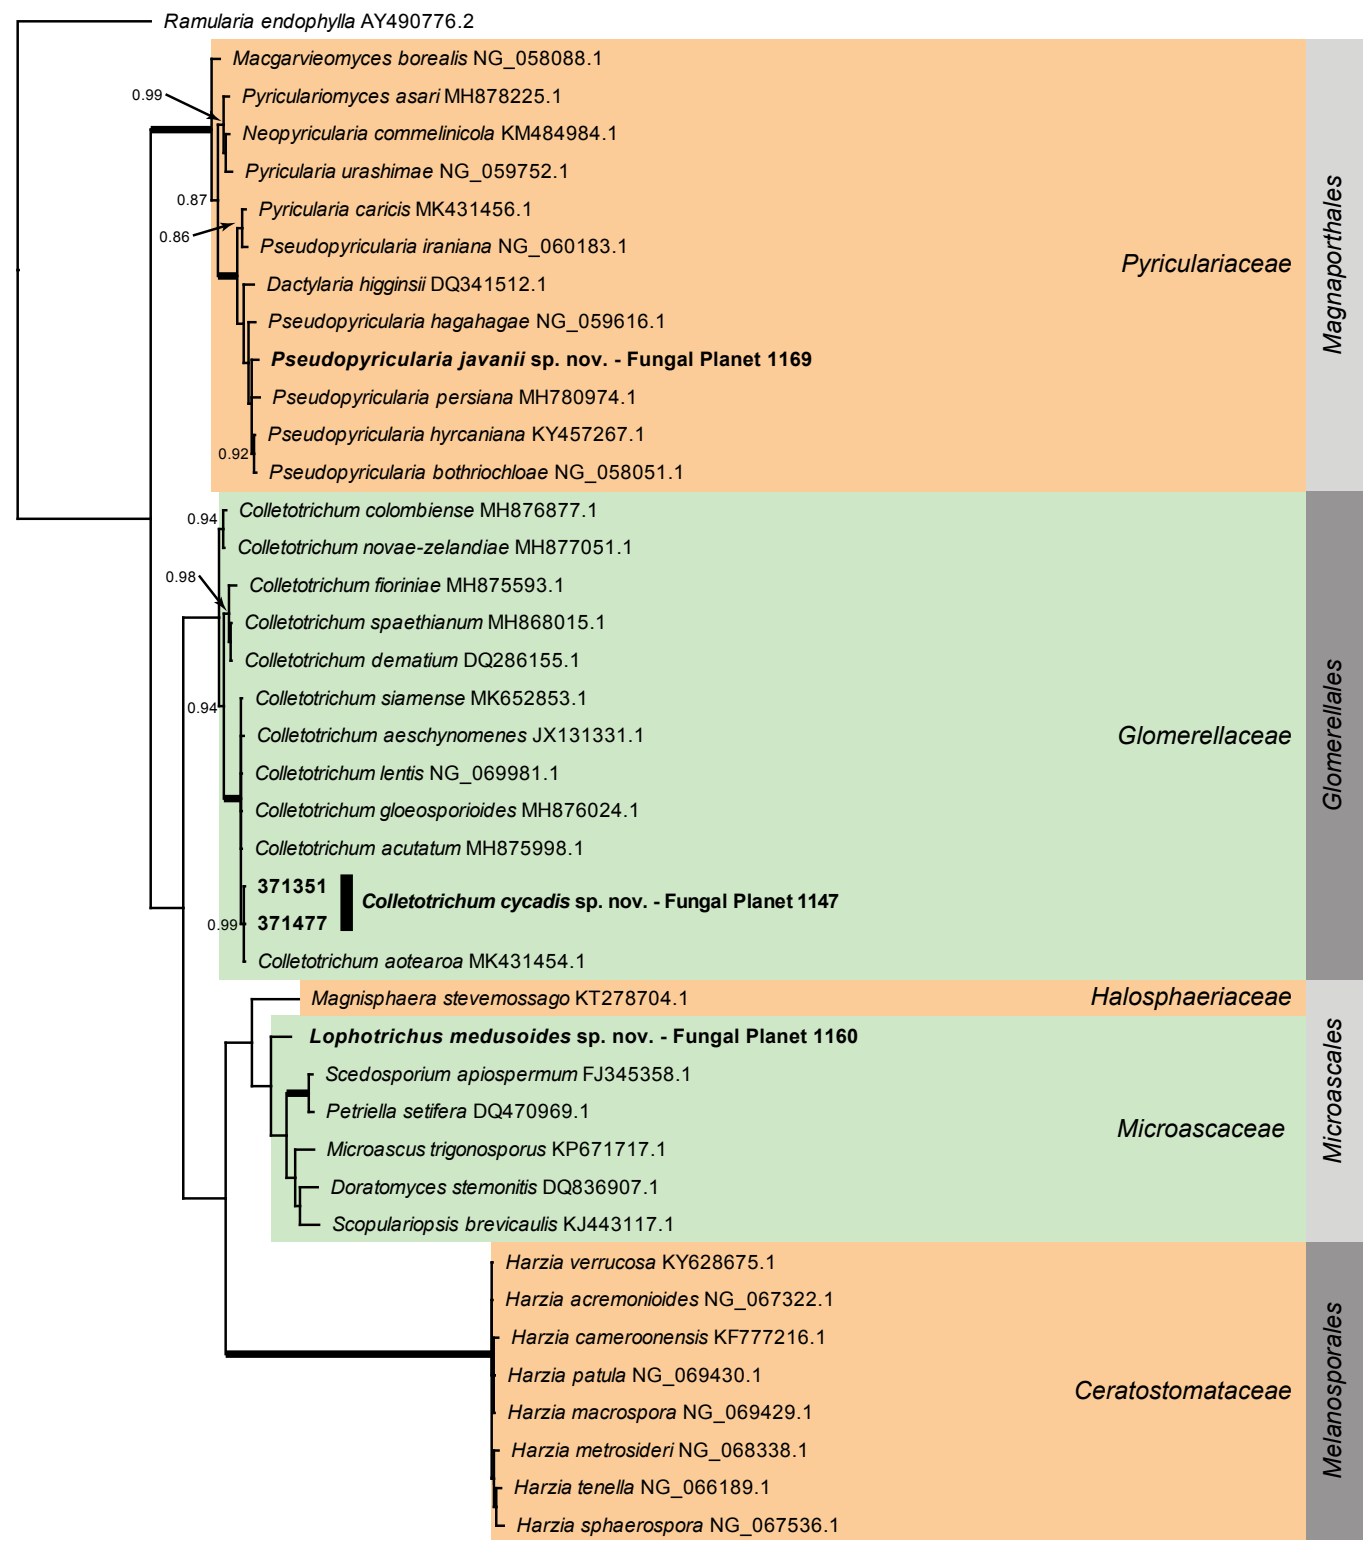 Ramularia endophylla AY490776.2
Macgarvieomyces borealis NG_058088.1
0.99
Pyriculariomyces asari MH878225.1
Neopyricularia commelinicola KM484984.1
Pyricularia urashimae NG_059752.1
0.87
Pyricularia caricis MK431456.1
0.86
Pseudopyricularia iraniana NG_060183.1
Pyriculariaceae
Magnaporthales
Dactylaria higginsii DQ341512.1
Pseudopyricularia hagahagae NG_059616.1
Pseudopyricularia javanii sp. nov. - Fungal Planet 1169
Pseudopyricularia persiana MH780974.1
Pseudopyricularia hyrcaniana KY457267.1
0.92
Pseudopyricularia bothriochloae NG_058051.1
Colletotrichum colombiense MH876877.1
0.94
Colletotrichum novae-zelandiae MH877051.1
0.98
Colletotrichum fioriniae MH875593.1
Colletotrichum spaethianum MH868015.1
Colletotrichum dematium DQ286155.1
Colletotrichum siamense MK652853.1
0.94
Colletotrichum aeschynomenes JX131331.1
Glomerellaceae
Glomerellales
Colletotrichum lentis NG_069981.1
Colletotrichum gloeosporioides MH876024.1
Colletotrichum acutatum MH875998.1
371351
Colletotrichum cycadis sp. nov. - Fungal Planet 1147
0.99
371477
Colletotrichum aotearoa MK431454.1
Magnisphaera stevemossago KT278704.1
Halosphaeriaceae
Lophotrichus medusoides sp. nov. - Fungal Planet 1160
Scedosporium apiospermum FJ345358.1
Microascales
Petriella setifera DQ470969.1
Microascaceae
Microascus trigonosporus KP671717.1
Doratomyces stemonitis DQ836907.1
Scopulariopsis brevicaulis KJ443117.1
Harzia verrucosa KY628675.1
Harzia acremonioides NG_067322.1
Harzia cameroonensis KF777216.1
Harzia patula NG_069430.1
Ceratostomataceae
Melanosporales
Harzia macrospora NG_069429.1
Harzia metrosideri NG_068338.1
Harzia tenella NG_066189.1
Harzia sphaerospora NG_067536.1